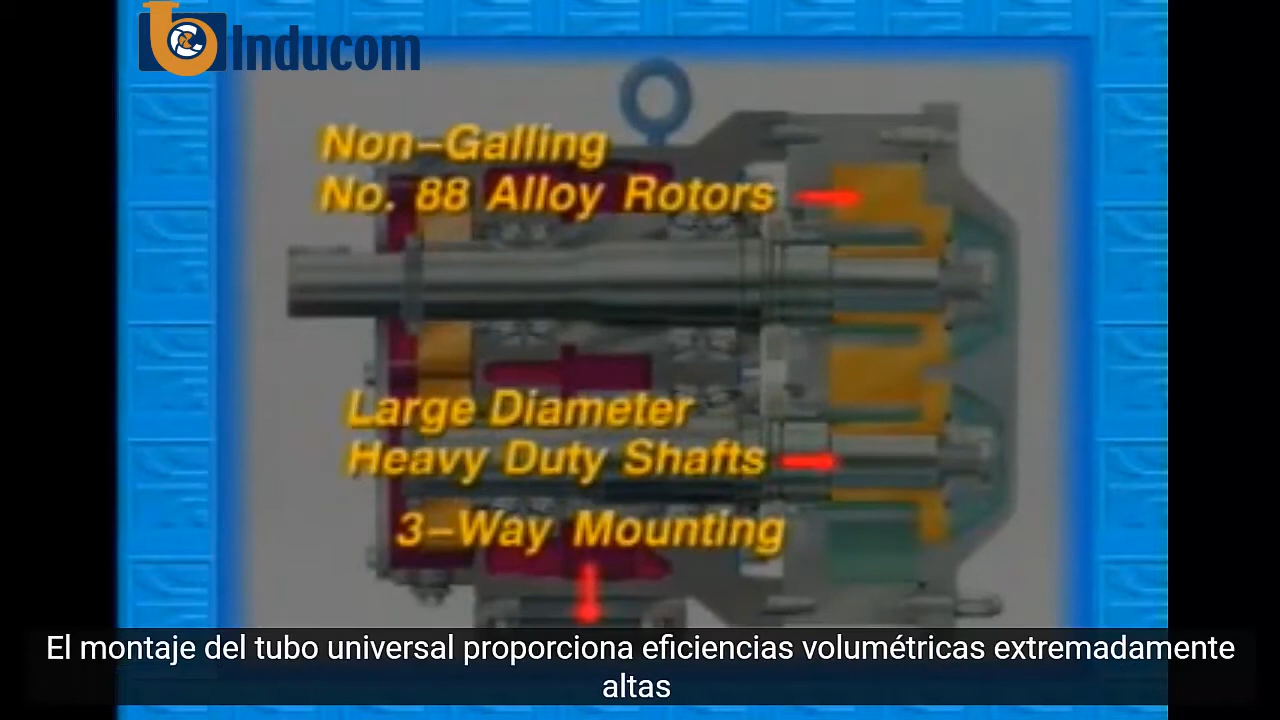 Inducom
Non-Galling
No. 88 Alloy Rotors
Large Diameter
Heavy Duty Shafts
3-Way Mounting
El montaje del tubo universal proporciona eficiencias volumétricas extremadamente
altas